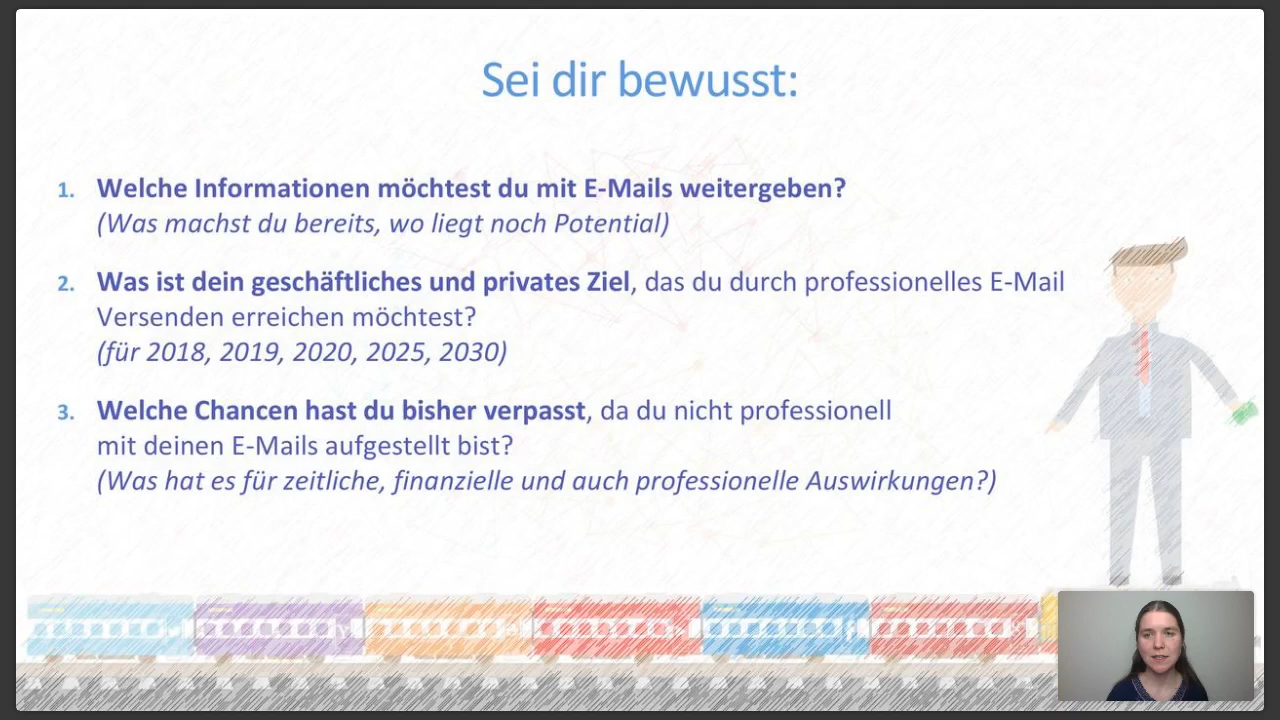 Sei dir bewusst:
1. Welche Informationen möchtest du mit E-Mails weitergeben?
(Was machst du bereits, wo liegt noch Potential)
2. Was ist dein geschäftliches und privates Ziel, das du durch professionelles E-Mail
Versenden erreichen möchtest?
(für 2018, 2019, 2020, 2025, 2030)
3. Welche Chancen hast du bisher verpasst, da du nicht professionell
mit deinen E-Mails aufgestellt bist?
(Was hat es für zeitliche, finanzielle und auch professionelle Auswirkungen?)